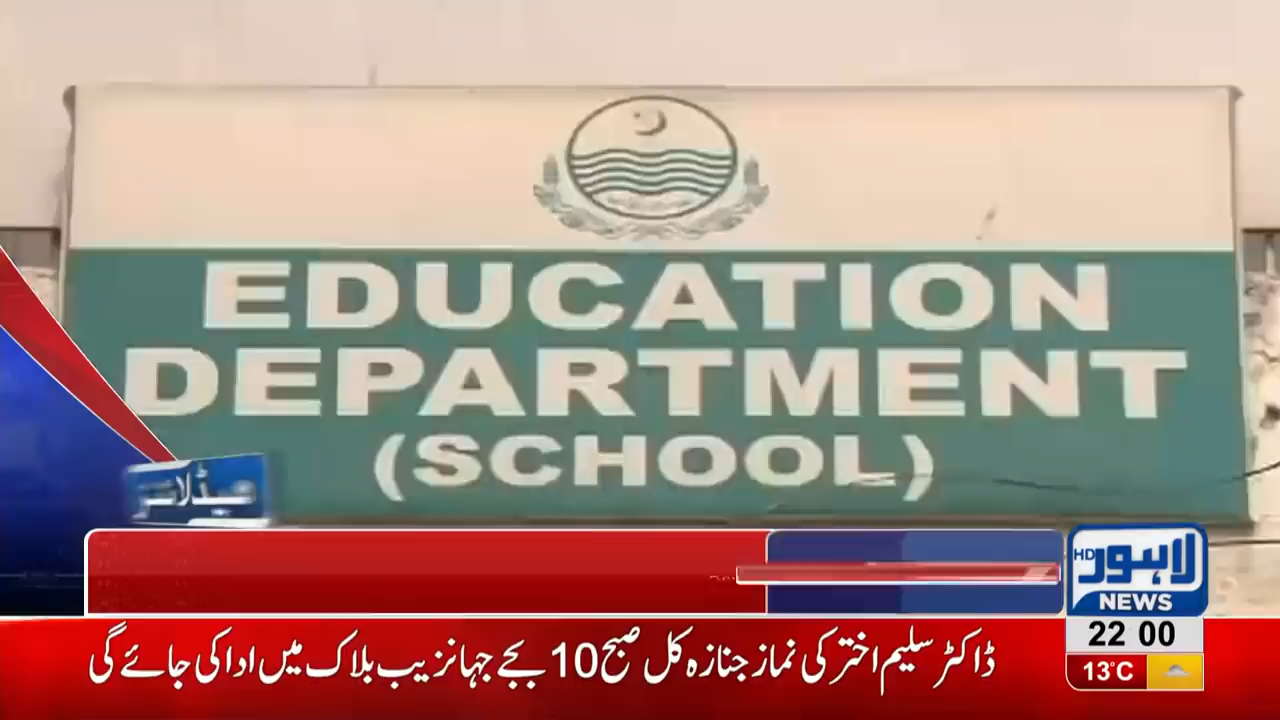 EDUCATION
DEPARTMENT
(SCHOOL)
ہیڈلائنز
HD
لاہور
NEWS
22 00
13°C
ڈاکٹر سلیم اختر کی نماز جنازہ کل صبح 10 بجے جہانزیب بلاک میں ادا کی جائے گی